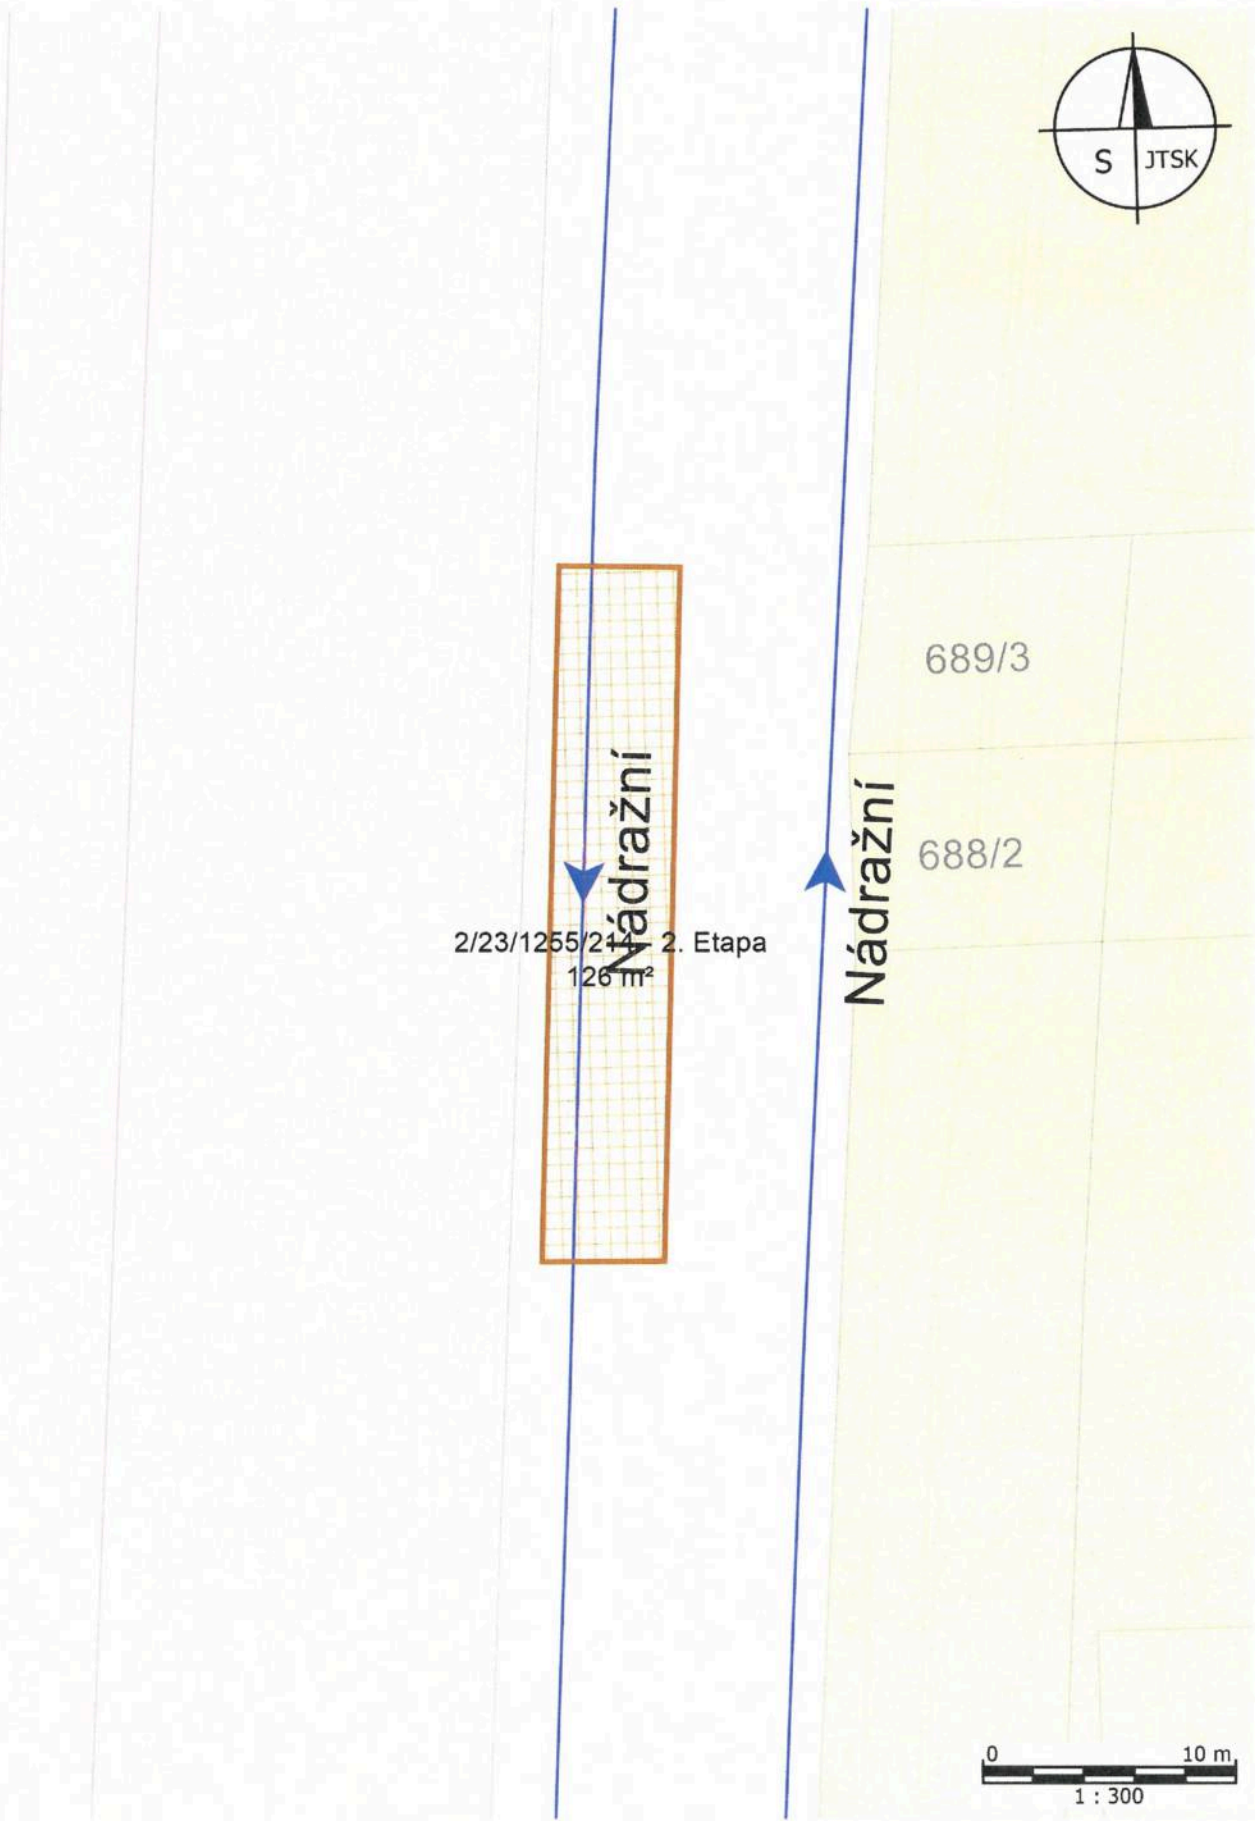 S JTSK
689/3
Nádražní
Nádražní
688/2
2/23/1255/214 - 2. Etapa
126 m²
0 10 m
1 : 300